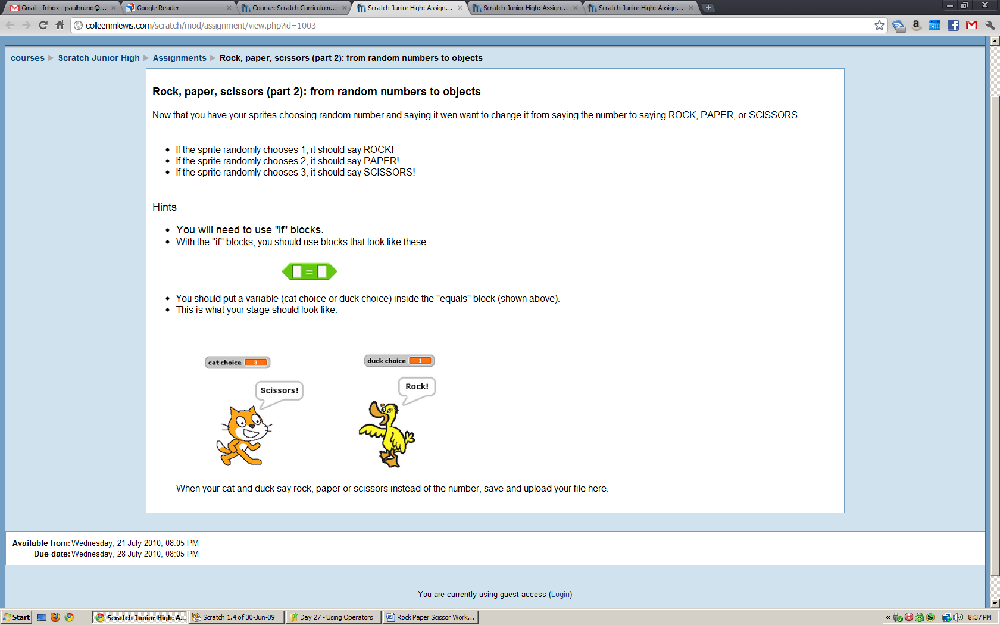 Gmail - Inbox - paulbruno@...
Google Reader
Course: Scratch Curriculum...
Scratch Junior High: Assign...
Scratch Junior High: Assign...
Scratch Junior High: Assign...
colleenmlewis.com/scratch/mod/assignment/view.php?id=1003
courses ► Scratch Junior High ► Assignments ► Rock, paper, scissors (part 2): from random numbers to objects
Rock, paper, scissors (part 2): from random numbers to objects
Now that you have your sprites choosing random number and saying it wen want to change it from saying the number to saying ROCK, PAPER, or SCISSORS.
• If the sprite randomly chooses 1, it should say ROCK!
• If the sprite randomly chooses 2, it should say PAPER!
• If the sprite randomly chooses 3, it should say SCISSORS!
Hints
• You will need to use "if" blocks.
• With the "if" blocks, you should use blocks that look like these:
=
• You should put a variable (cat choice or duck choice) inside the "equals" block (shown above).
• This is what your stage should look like:
cat choice 3
duck choice 1
Scissors!
Rock!
When your cat and duck say rock, paper or scissors instead of the number, save and upload your file here.
Available from: Wednesday, 21 July 2010, 08:05 PM
Due date: Wednesday, 28 July 2010, 08:05 PM
You are currently using guest access (Login)
Start
Scratch Junior High: A...
Scratch 1.4 of 30-Jun-09
Day 27 - Using Operators
Rock Paper Scissor Work...
8:37 PM